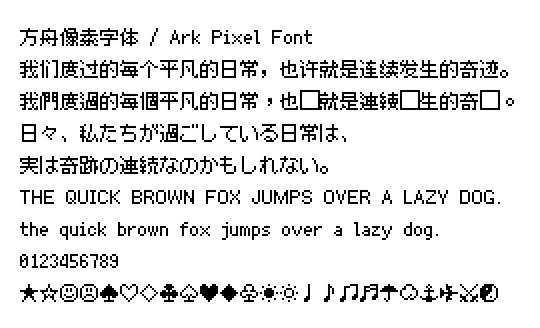 方舟像素字体 / Ark Pixel Font
我们度过的每个平凡的日常，也许就是连续发生的奇迹。
我們度過的每個平凡的日常，也□就是連續□生的奇□。
日々、私たちが過ごしている日常は、
実は奇跡の連続なのかもしれない。
THE QUICK BROWN FOX JUMPS OVER A LAZY DOG.
the quick brown fox jumps over a lazy dog.
0123456789
★☆☺☹♠♡♢♣♤♥♦♧☀☼♩♪♫♬☂☁⚓✈⚔☯